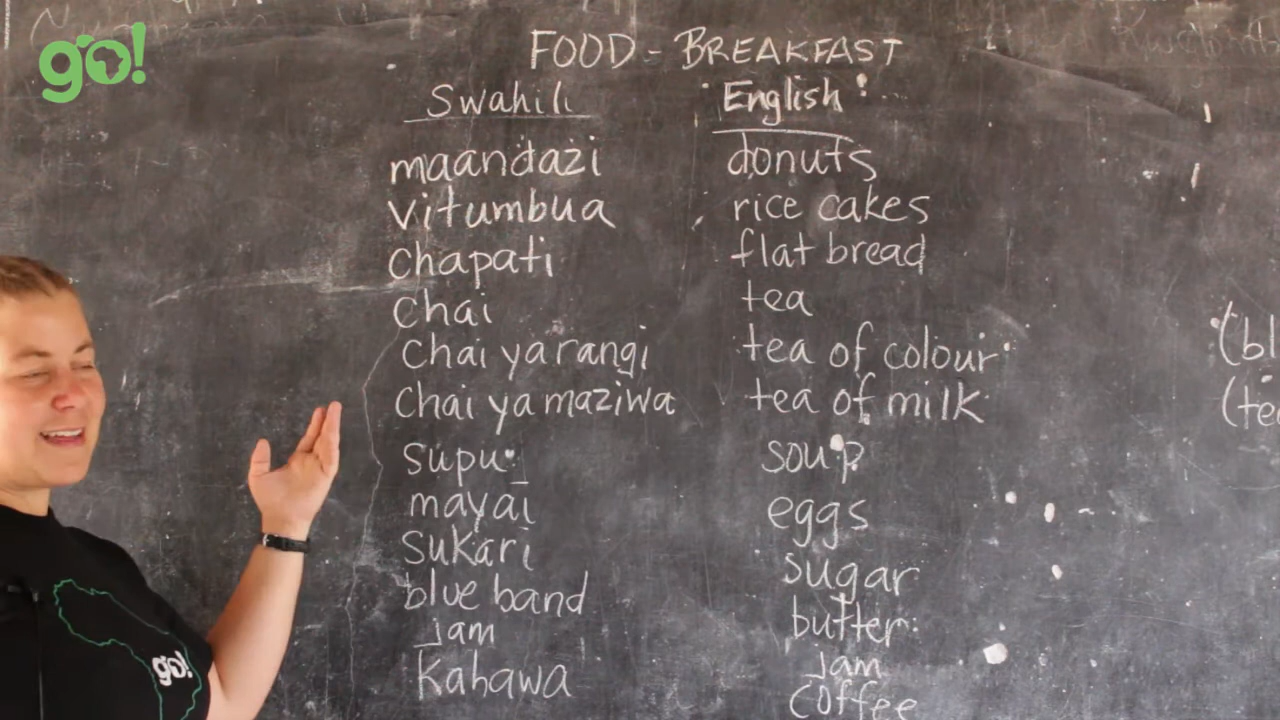 go!
FOOD - BREAKFAST
Swahili English
maandazi donuts
vitumbua rice cakes
chapati flat bread
chai tea
chai ya rangi tea of colour (bl
chai ya maziwa tea of milk (te
supu soup
mayai eggs
sukari sugar
blue band butter
jam jam
kahawa coffee
go!